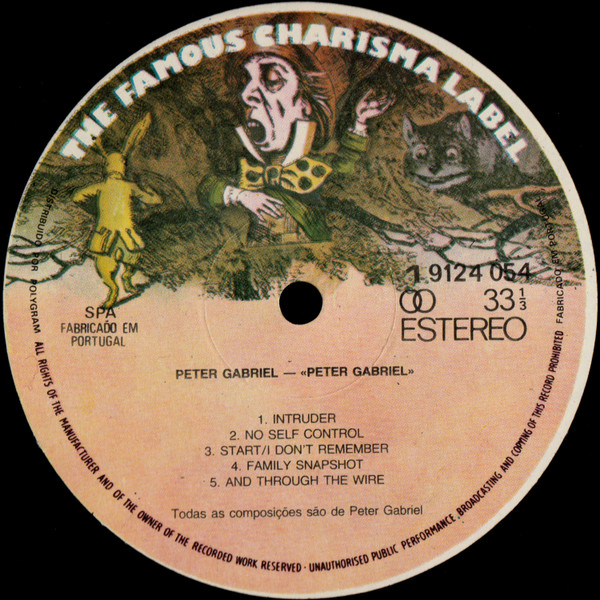 THE FAMOUS CHARISMA LABEL
1 9124 054
33 1/3
ESTEREO
SPA
FABRICADO EM
PORTUGAL
DISTRIBUIDO POR POLYGRAM
PETER GABRIEL — «PETER GABRIEL»
1. INTRUDER
2. NO SELF CONTROL
3. START/I DON'T REMEMBER
4. FAMILY SNAPSHOT
5. AND THROUGH THE WIRE
Todas as composições são de Peter Gabriel
ALL RIGHTS OF THE MANUFACTURER AND OF THE OWNER OF THE RECORDED WORK RESERVED · UNAUTHORISED PUBLIC PERFORMANCE, BROADCASTING AND COPYING OF THIS RECORD PROHIBITED
FABRICADO